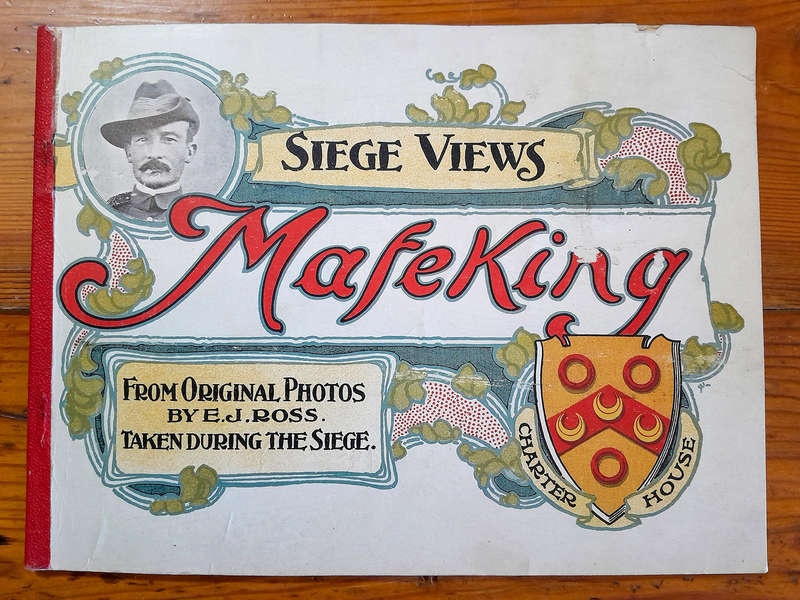 SIEGE VIEWS
Mafeking
FROM ORIGINAL PHOTOS
BY E.J. ROSS.
TAKEN DURING THE SIEGE.
CHARTER HOUSE